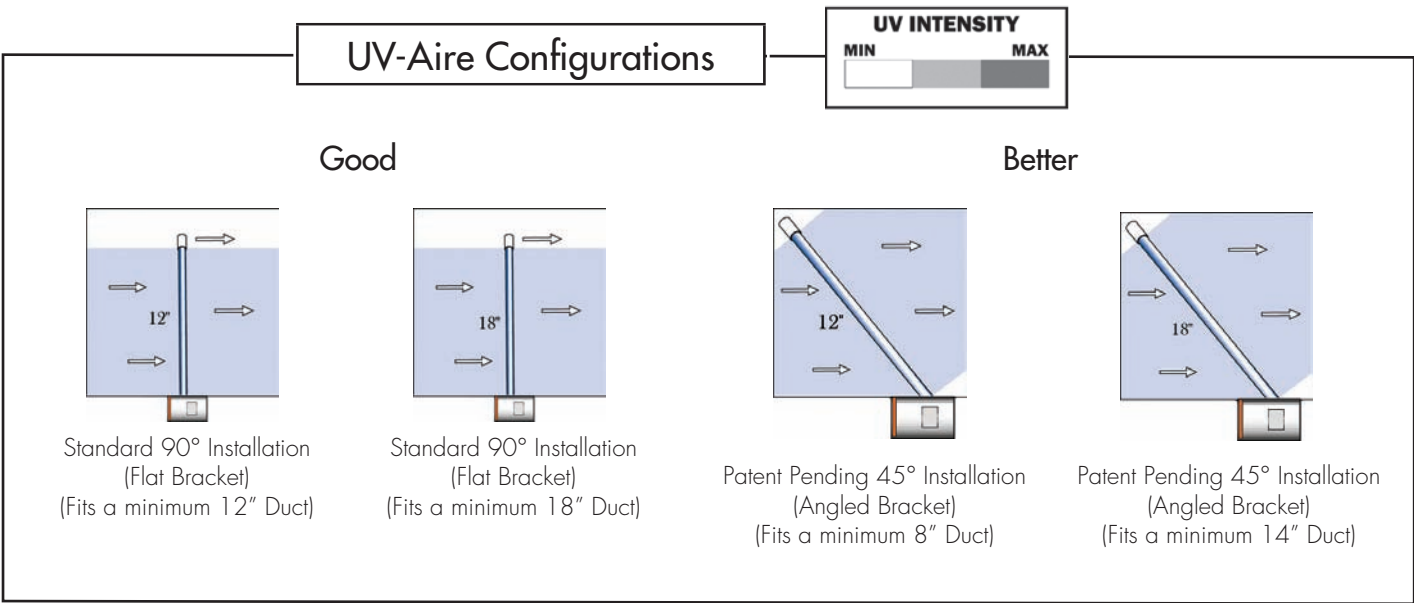 UV-Aire Configurations
UV INTENSITY
MIN MAX
Good
Better
12"
18"
12"
18"
Standard 90° Installation
(Flat Bracket)
(Fits a minimum 12” Duct)
Standard 90° Installation
(Flat Bracket)
(Fits a minimum 18” Duct)
Patent Pending 45° Installation
(Angled Bracket)
(Fits a minimum 8” Duct)
Patent Pending 45° Installation
(Angled Bracket)
(Fits a minimum 14” Duct)